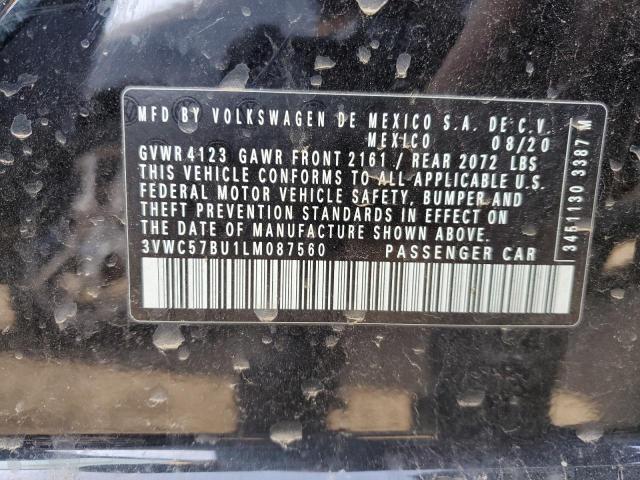 MFD BY VOLKSWAGEN DE MEXICO S.A. DE C.V.
MEXICO 08/20
GVWR 4123 GAWR FRONT 2161 / REAR 2072 LBS
THIS VEHICLE CONFORMS TO ALL APPLICABLE U.S.
FEDERAL MOTOR VEHICLE SAFETY, BUMPER AND
THEFT PREVENTION STANDARDS IN EFFECT ON
THE DATE OF MANUFACTURE SHOWN ABOVE.
3VWC57BU1LM087560 PASSENGER CAR
3451130 3387 M